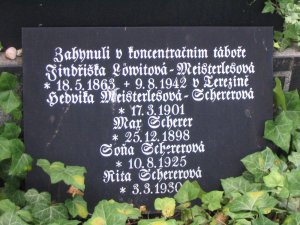 Zahynuli v koncentračním táboře
Jindřiška Löwitová-Meisterlesová
* 18.5.1863 + 9.8.1942 v Terezíně
Hedvika Meisterlesová-Schererová
* 17.3.1901
Max Scherer
* 25.12.1898
Soňa Schererová
* 10.8.1925
Rita Schererová
* 3.3.1930